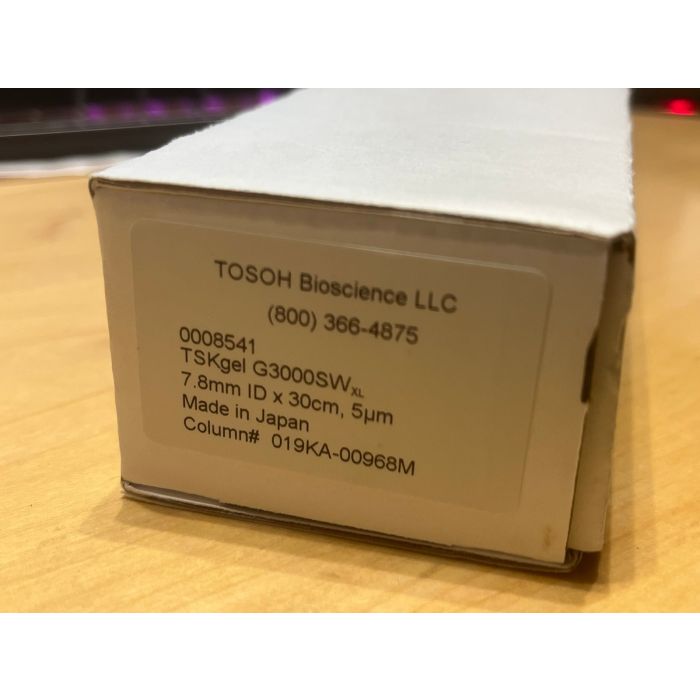 TOSOH Bioscience LLC
(800) 366-4875
0008541
TSKgel G3000SWXL
7.8mm ID x 30cm, 5µm
Made in Japan
Column# 019KA-00968M